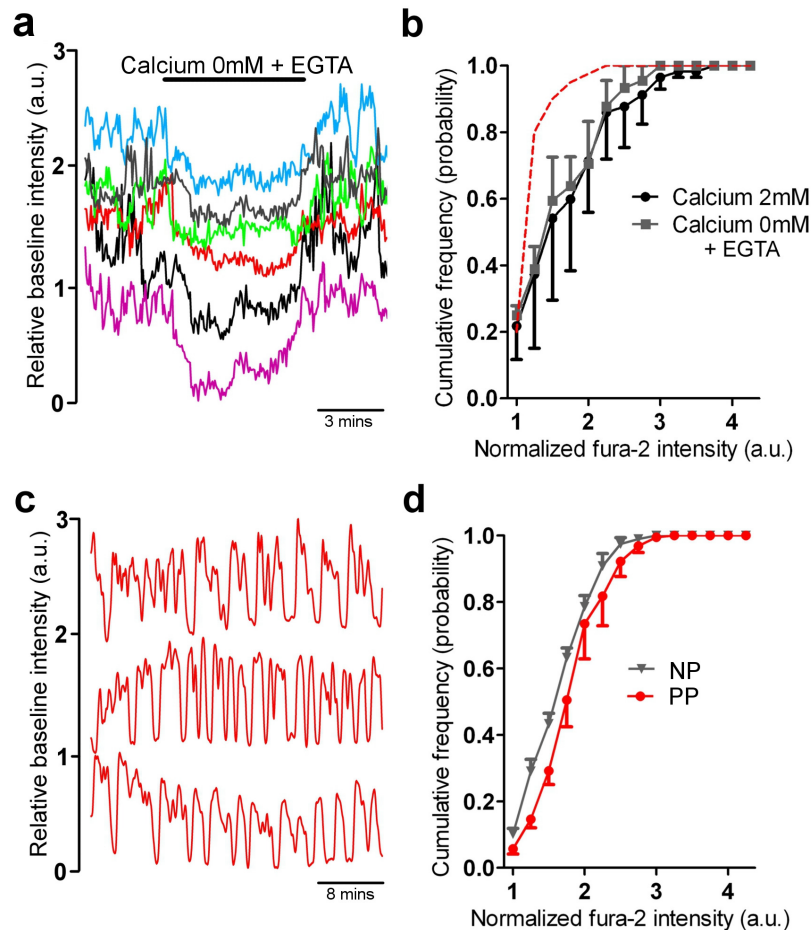 a
Relative baseline intensity (a.u.)
3
2
1
0
Calcium 0mM + EGTA
3 mins
b
Cumulative frequency (probability)
1.0
0.8
0.6
0.4
0.2
0.0
Calcium 2mM
Calcium 0mM
+ EGTA
1 2 3 4
Normalized fura-2 intensity (a.u.)
c
Relative baseline intensity (a.u.)
3
2
1
0
8 mins
d
Cumulative frequency (probability)
1.0
0.8
0.6
0.4
0.2
0.0
NP
PP
1 2 3 4
Normalized fura-2 intensity (a.u.)